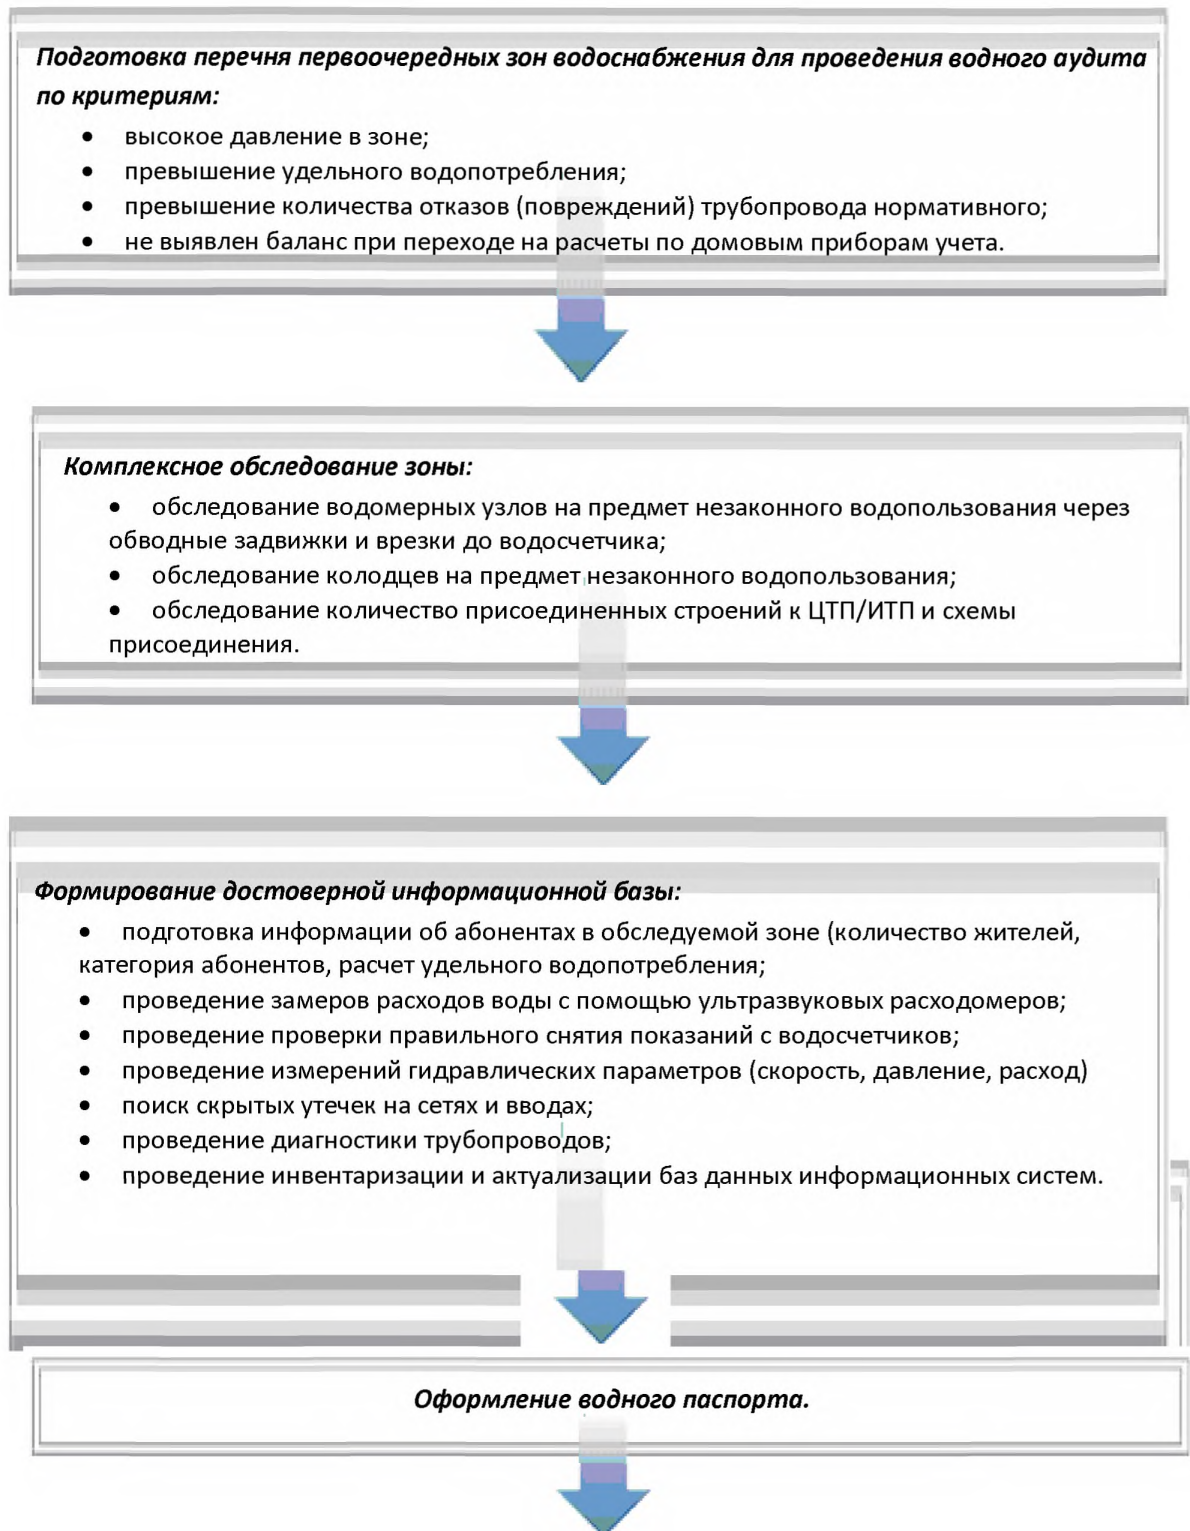 Подготовка перечня первоочередных зон водоснабжения для проведения водного аудита
по критериям:
• высокое давление в зоне;
• превышение удельного водопотребления;
• превышение количества отказов (повреждений) трубопровода нормативного;
• не выявлен баланс при переходе на расчеты по домовым приборам учета.
Комплексное обследование зоны:
• обследование водомерных узлов на предмет незаконного водопользования через
обводные задвижки и врезки до водосчетчика;
• обследование колодцев на предмет незаконного водопользования;
• обследование количество присоединенных строений к ЦТП/ИТП и схемы
присоединения.
Формирование достоверной информационной базы:
• подготовка информации об абонентах в обследуемой зоне (количество жителей,
категория абонентов, расчет удельного водопотребления;
• проведение замеров расходов воды с помощью ультразвуковых расходомеров;
• проведение проверки правильного снятия показаний с водосчетчиков;
• проведение измерений гидравлических параметров (скорость, давление, расход)
• поиск скрытых утечек на сетях и вводах;
• проведение диагностики трубопроводов;
• проведение инвентаризации и актуализации баз данных информационных систем.
Оформление водного паспорта.